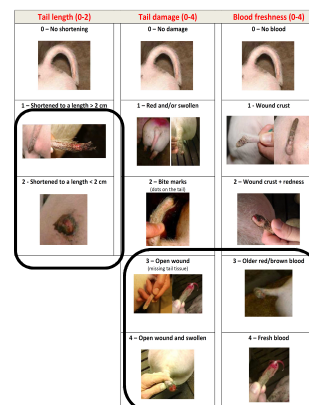 Tail length (0-2) Tail damage (0-4) Blood freshness (0-4)
0 – No shortening 0 – No damage 0 – No blood
1 – Shortened to a length > 2 cm 1 – Red and/or swollen 1 - Wound crust
2 - Shortened to a length < 2 cm 2 – Bite marks 2 – Wound crust + redness
(dots on the tail)
3 – Open wound 3 – Older red/brown blood
(missing tail tissue)
4 – Open wound and swollen 4 – Fresh blood